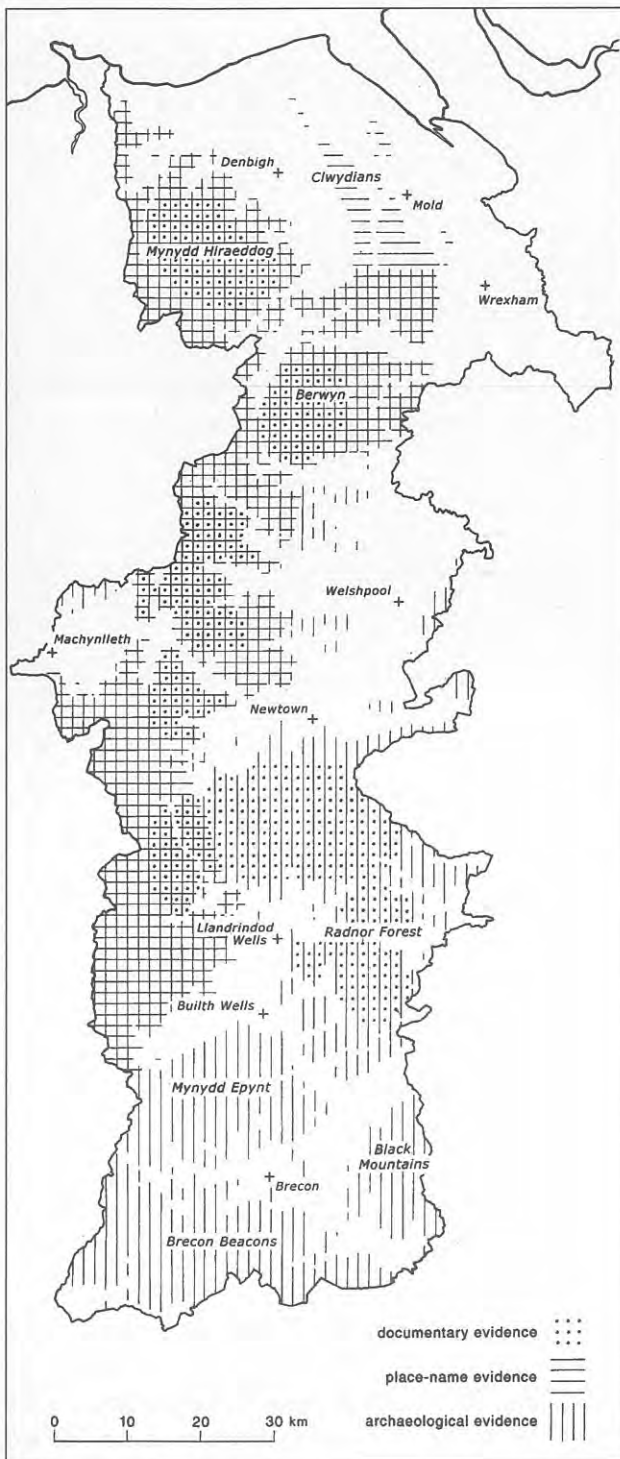 Denbigh
Clwydians
Mold
Mynydd Hiraeddog
Wrexham
Berwyn
Welshpool
Machynlleth
Newtown
Llandrindod
Wells
Radnor Forest
Builth Wells
Mynydd Epynt
Black
Mountains
Brecon
Brecon Beacons
documentary evidence
place-name evidence
archaeological evidence
0 10 20 30 km